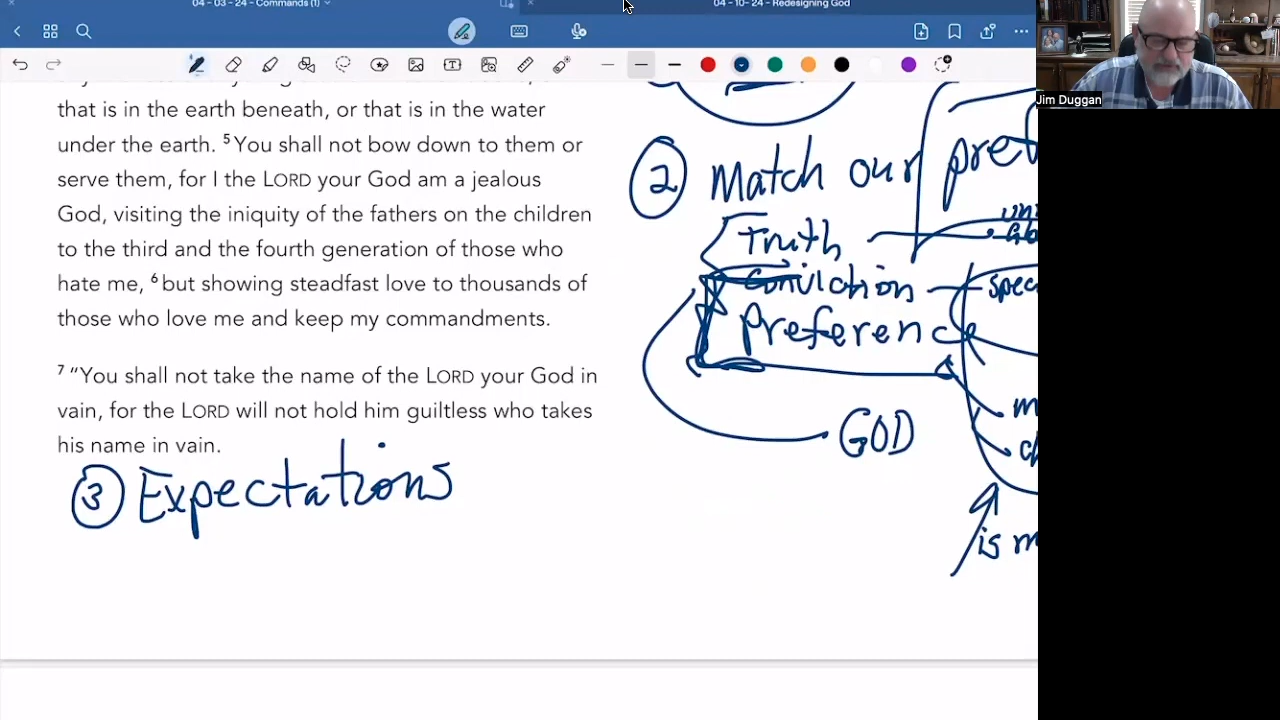 04 - 03 - 24 - Commands (1)
04 - 10- 24 - Redesigning God
Jim Duggan
that is in the earth beneath, or that is in the water
under the earth. 5 You shall not bow down to them or
serve them, for I the LORD your God am a jealous
God, visiting the iniquity of the fathers on the children
to the third and the fourth generation of those who
hate me, 6 but showing steadfast love to thousands of
those who love me and keep my commandments.
7 “You shall not take the name of the LORD your God in
vain, for the LORD will not hold him guiltless who takes
his name in vain.
3 Expectations
2 Match our pref
Truth
Conviction
Preference
GOD
is m